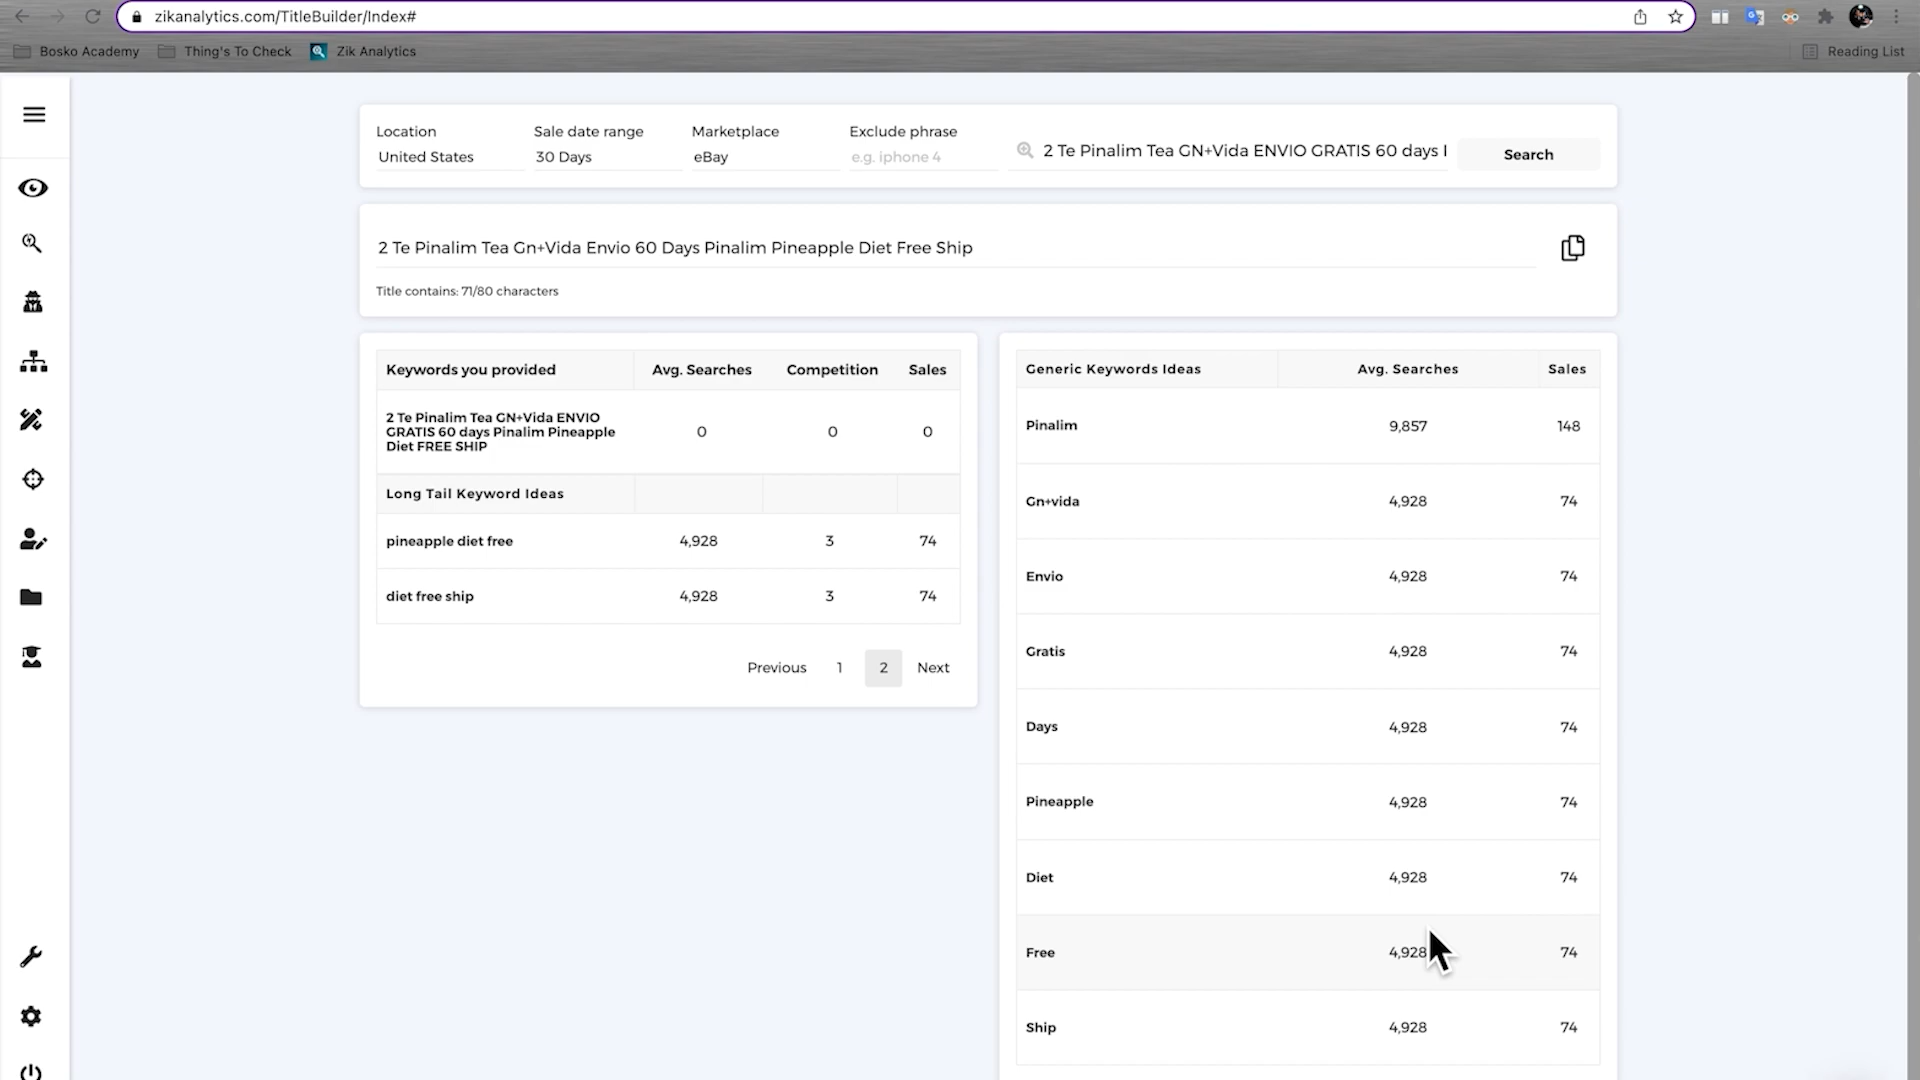 zikanalytics.com/TitleBuilder/Index#
Bosko Academy
Thing's To Check
Zik Analytics
Reading List
Location
United States
Sale date range
30 Days
Marketplace
eBay
Exclude phrase
e.g. iphone 4
2 Te Pinalim Tea GN+Vida ENVIO GRATIS 60 days I
Search
2 Te Pinalim Tea Gn+Vida Envio 60 Days Pinalim Pineapple Diet Free Ship
Title contains: 71/80 characters
Keywords you provided Avg. Searches Competition Sales
2 Te Pinalim Tea GN+Vida ENVIO
GRATIS 60 days Pinalim Pineapple
Diet FREE SHIP
0 0 0
Long Tail Keyword Ideas
pineapple diet free 4,928 3 74
diet free ship 4,928 3 74
Previous 1 2 Next
Generic Keywords Ideas Avg. Searches Sales
Pinalim 9,857 148
Gn+vida 4,928 74
Envio 4,928 74
Gratis 4,928 74
Days 4,928 74
Pineapple 4,928 74
Diet 4,928 74
Free 4,928 74
Ship 4,928 74